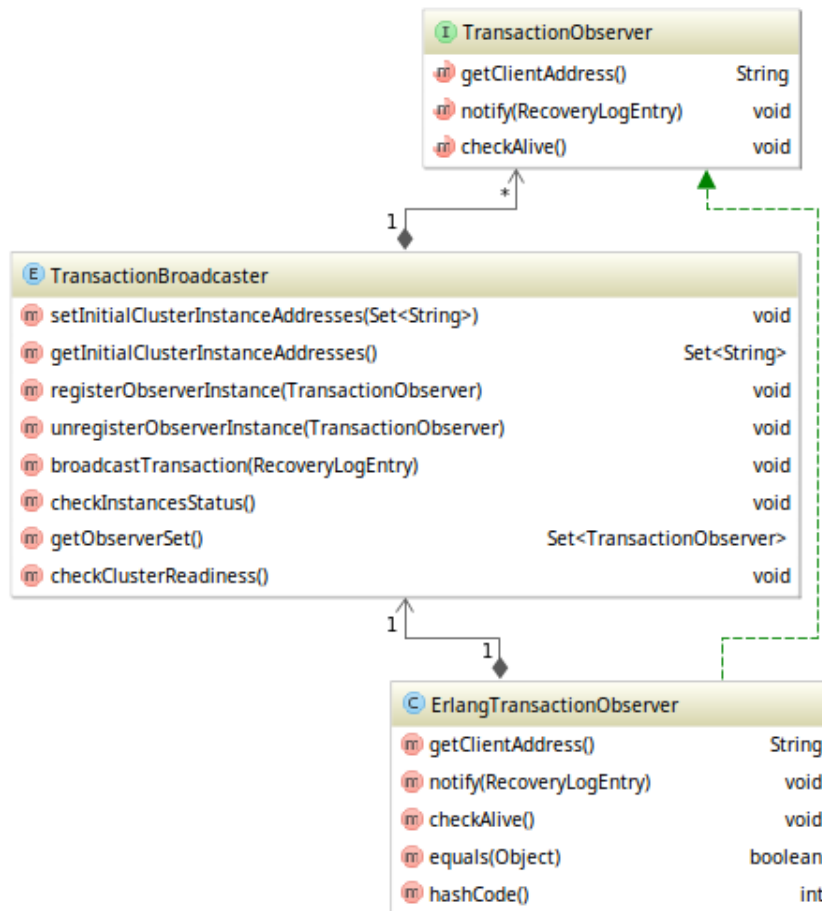 I TransactionObserver
m getClientAddress() String
m notify(RecoveryLogEntry) void
m checkAlive() void
*
1
E TransactionBroadcaster
m setInitialClusterInstanceAddresses(Set<String>) void
m getInitialClusterInstanceAddresses() Set<String>
m registerObserverInstance(TransactionObserver) void
m unregisterObserverInstance(TransactionObserver) void
m broadcastTransaction(RecoveryLogEntry) void
m checkInstancesStatus() void
m getObserverSet() Set<TransactionObserver>
m checkClusterReadiness() void
1
1
C ErlangTransactionObserver
m getClientAddress() String
m notify(RecoveryLogEntry) void
m checkAlive() void
m equals(Object) boolean
m hashCode() int